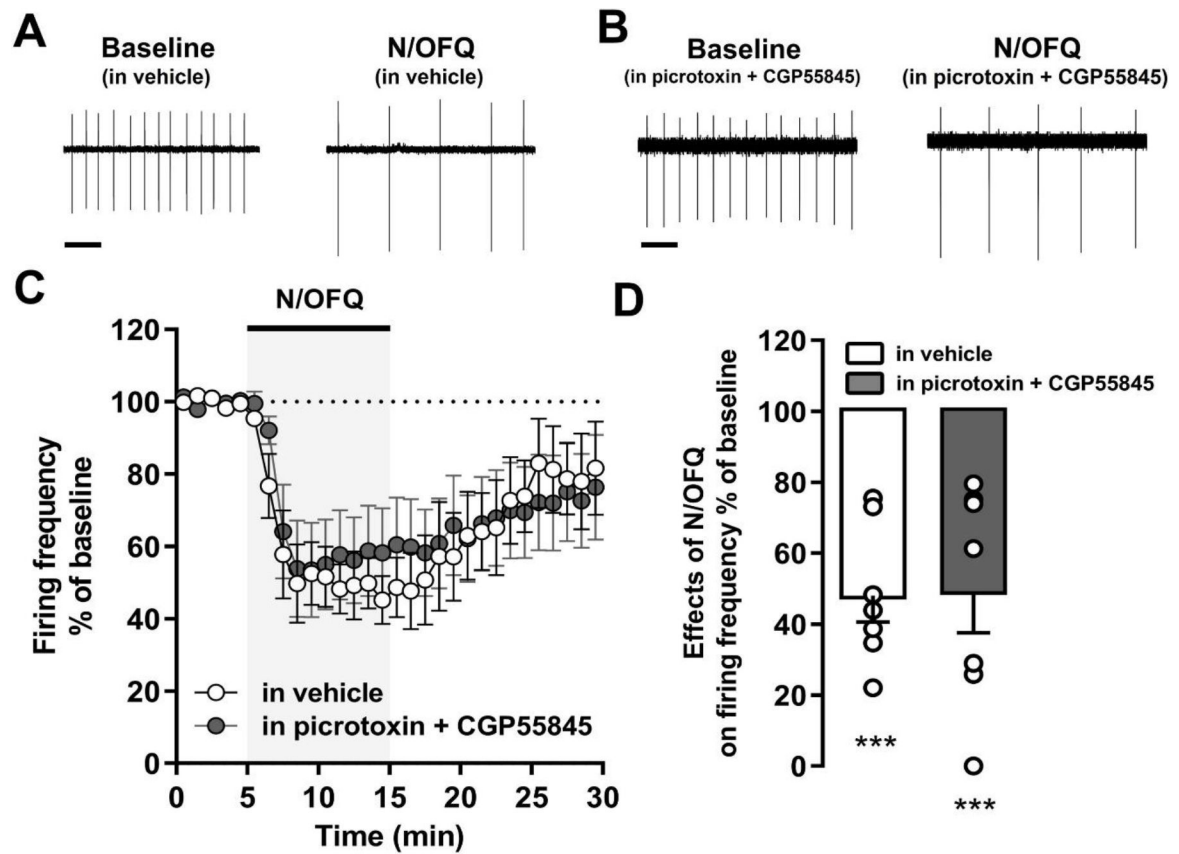 A
Baseline
(in vehicle)
N/OFQ
(in vehicle)
B
Baseline
(in picrotoxin + CGP55845)
N/OFQ
(in picrotoxin + CGP55845)
C
N/OFQ
Firing frequency
% of baseline
120
100
80
60
40
20
0
in vehicle
in picrotoxin + CGP55845
0 5 10 15 20 25 30
Time (min)
D
Effects of N/OFQ
on firing frequency % of baseline
120
100
80
60
40
20
0
in vehicle
in picrotoxin + CGP55845
***
***